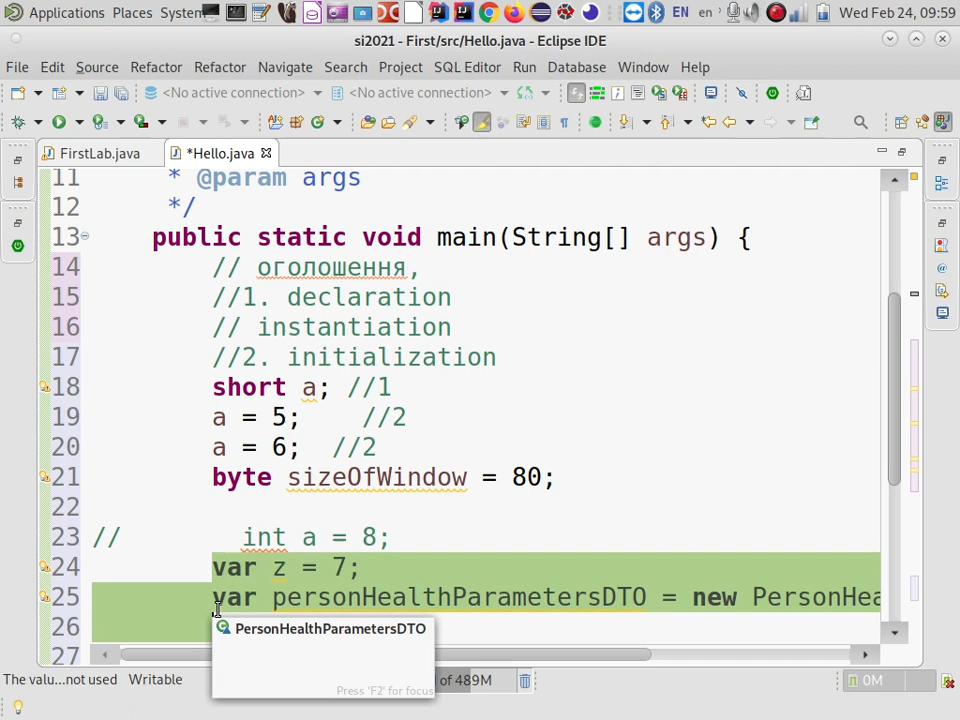 Applications Places System EN en Wed Feb 24, 09:59
si2021 - First/src/Hello.java - Eclipse IDE
File Edit Source Refactor Refactor Navigate Search Project SQL Editor Run Database Window Help
<No active connection> <No active connection>
FirstLab.java *Hello.java
11 * @param args
12 */
13 public static void main(String[] args) {
14 // оголошення,
15 //1. declaration
16 // instantiation
17 //2. initialization
18 short a; //1
19 a = 5; //2
20 a = 6; //2
21 byte sizeOfWindow = 80;
22
23 // int a = 8;
24 var z = 7;
25 var personHealthParametersDTO = new PersonHea
26
27
PersonHealthParametersDTO
Press 'F2' for focus
The valu...not used Writable of 489M 0M